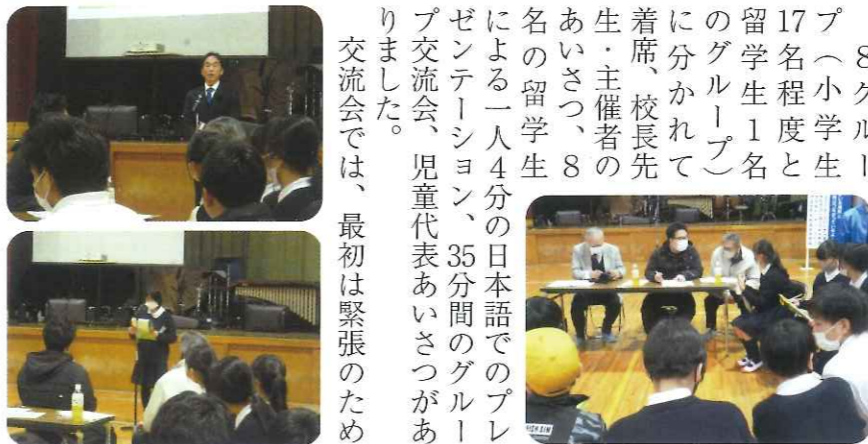 8グルー
プ（小学生
17名程度と
留学生1名
のグループ）
に分かれて
着席、校長先
生・主催者の
あいさつ、8
名の留学生
による一人4分の日本語でのプレ
ゼンテーション、35分間のグルー
プ交流会、児童代表あいさつがあ
りました。
交流会では、最初は緊張のため